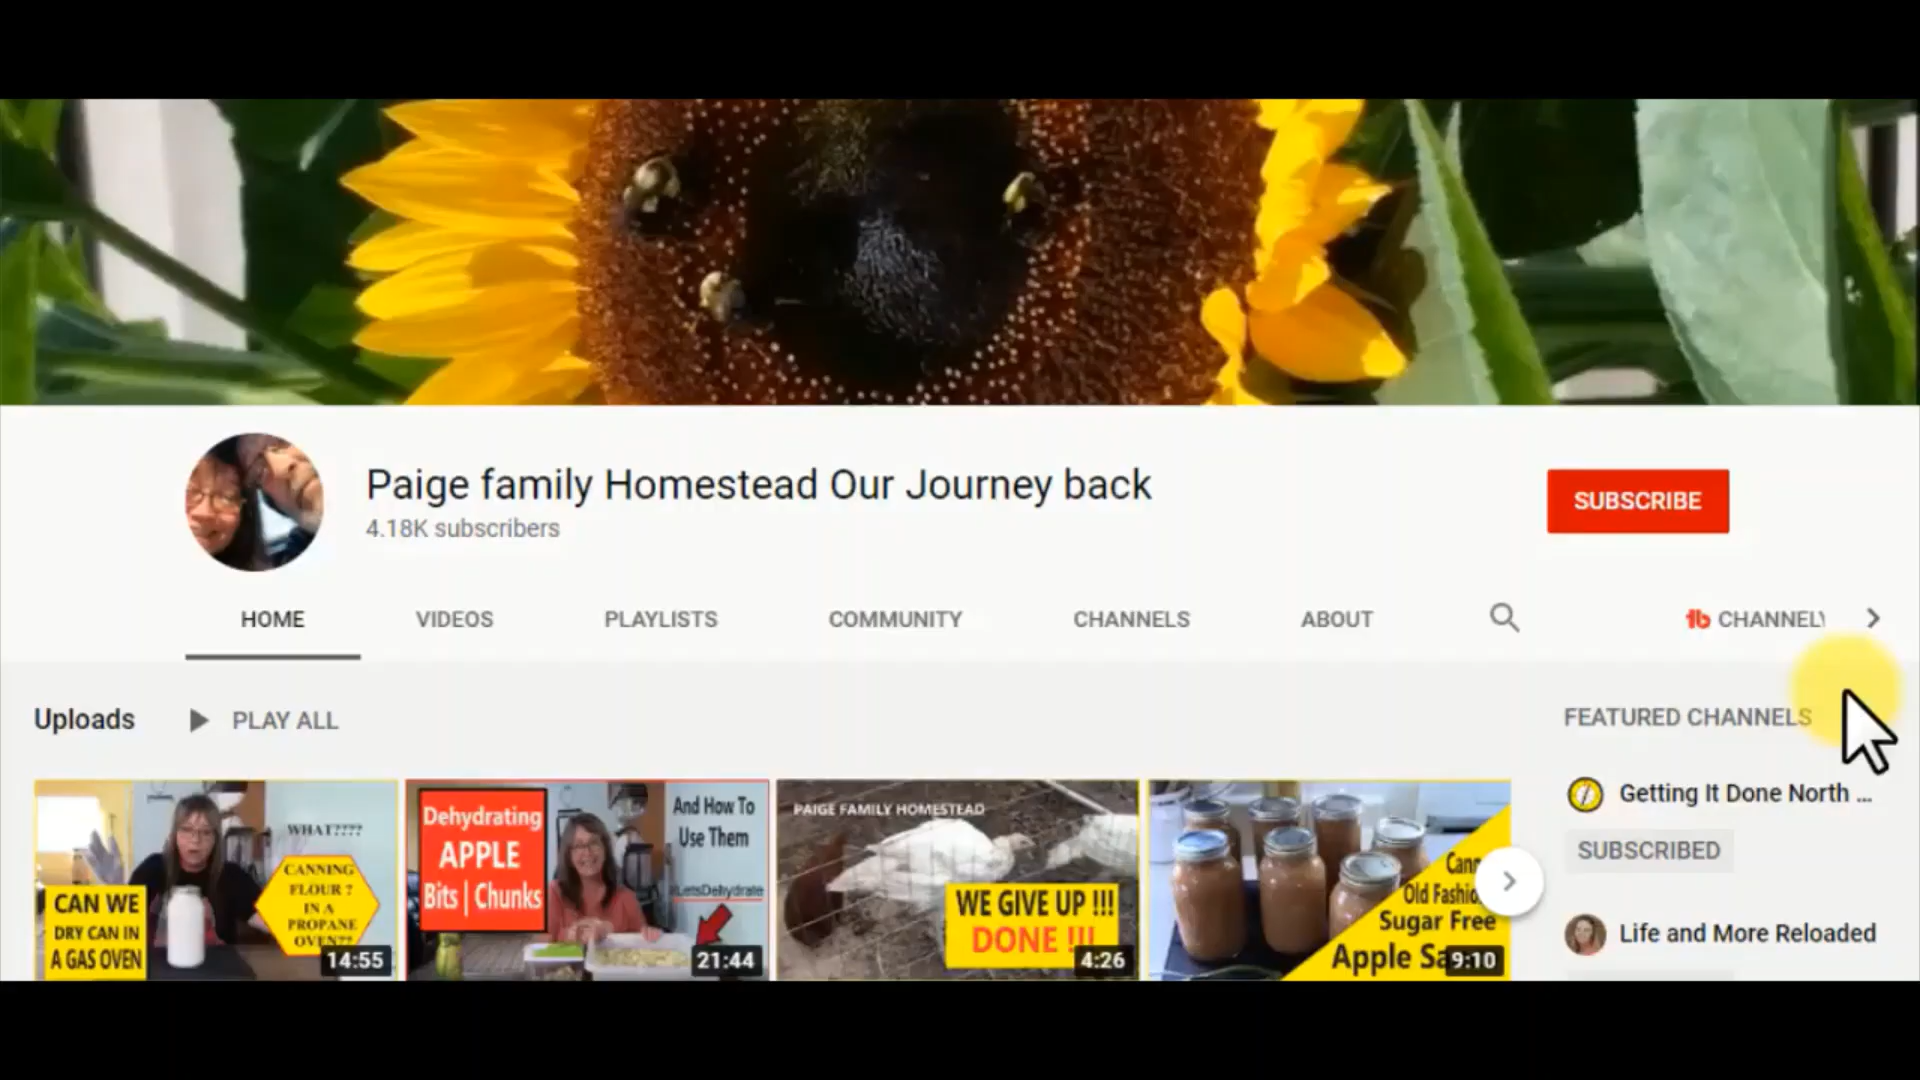 Paige family Homestead Our Journey back
4.18K subscribers
SUBSCRIBE
HOME
VIDEOS
PLAYLISTS
COMMUNITY
CHANNELS
ABOUT
CHANNEL
Uploads
PLAY ALL
FEATURED CHANNELS
WHAT????
CANNING
FLOUR ?
IN A
PROPANE
OVEN??
CAN WE
DRY CAN IN
A GAS OVEN
14:55
Dehydrating
APPLE
Bits | Chunks
And How To
Use Them
#LetsDehydrate
21:44
PAIGE FAMILY HOMESTEAD
WE GIVE UP !!!
DONE !!!
4:26
Old
Sugar Free
Apple
9:10
Getting It Done North ...
SUBSCRIBED
Life and More Reloaded